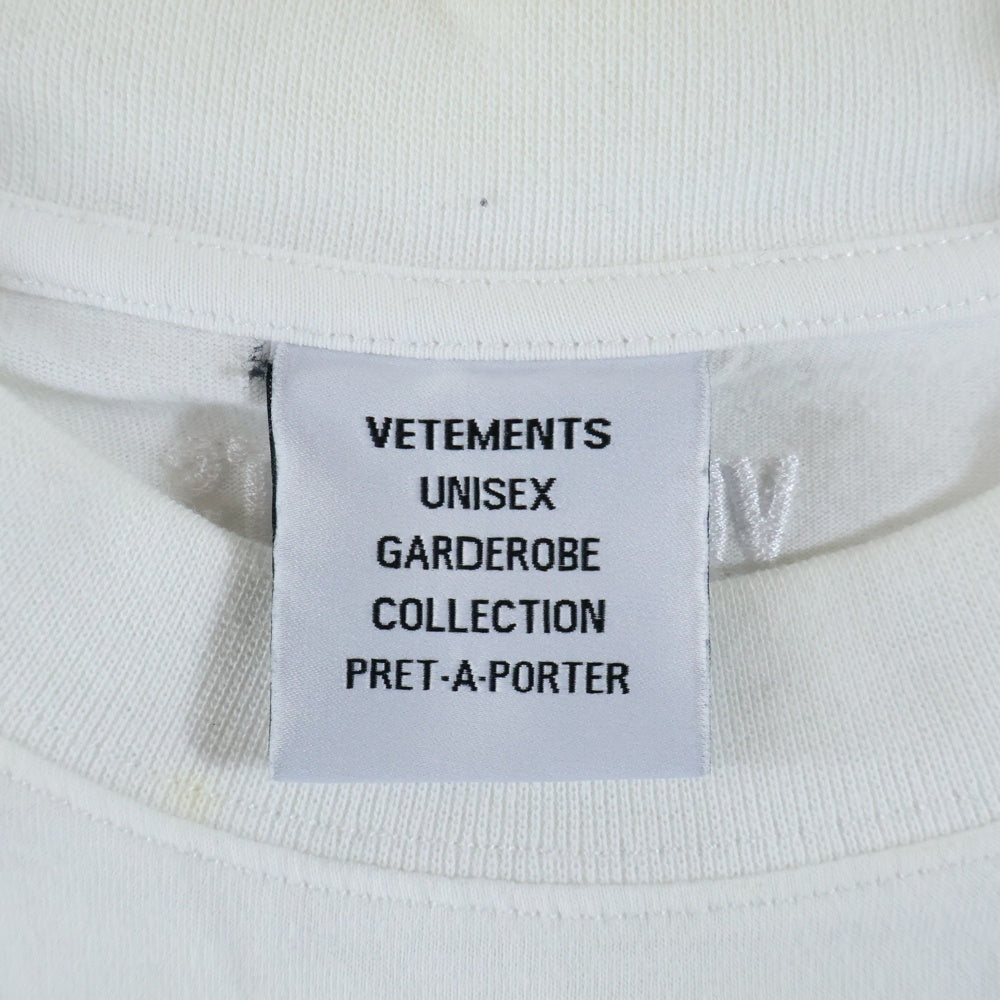 VETEMENTS
UNISEX
GARDEROBE
COLLECTION
PRET-A-PORTER